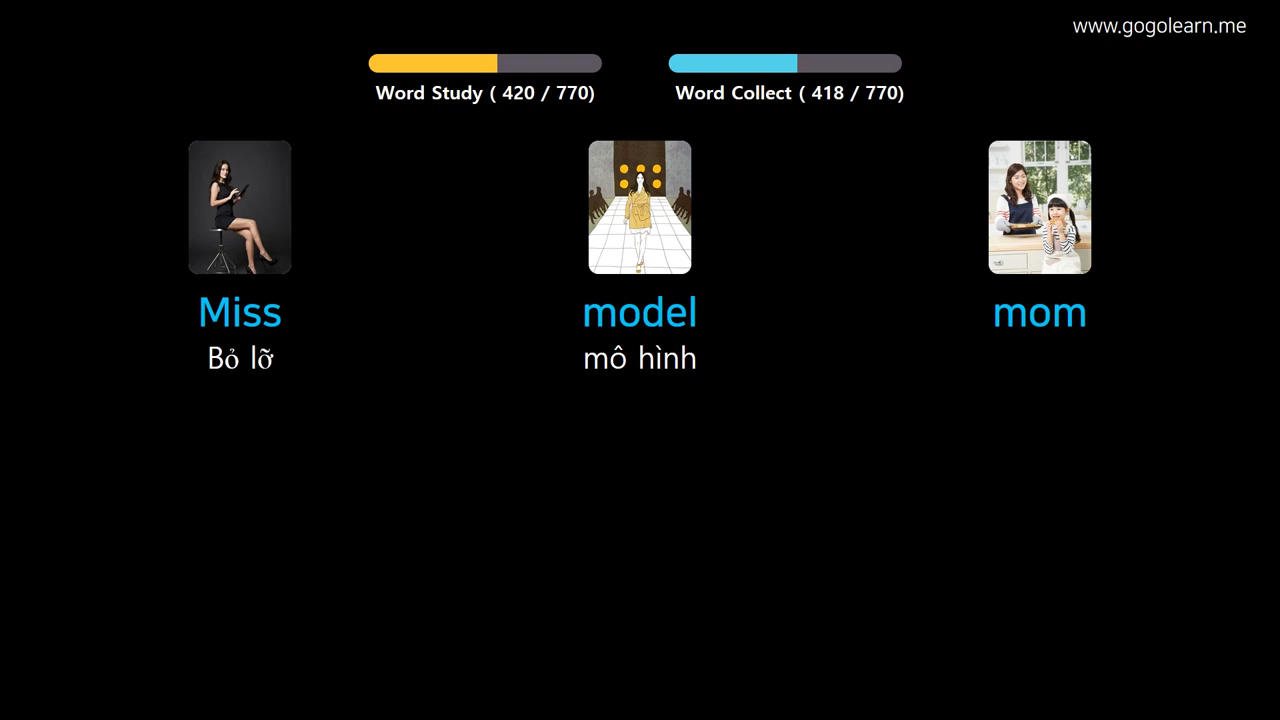 www.gogolearn.me
Word Study ( 420 / 770)
Word Collect ( 418 / 770)
Miss
model
mom
Bỏ lỡ
mô hình